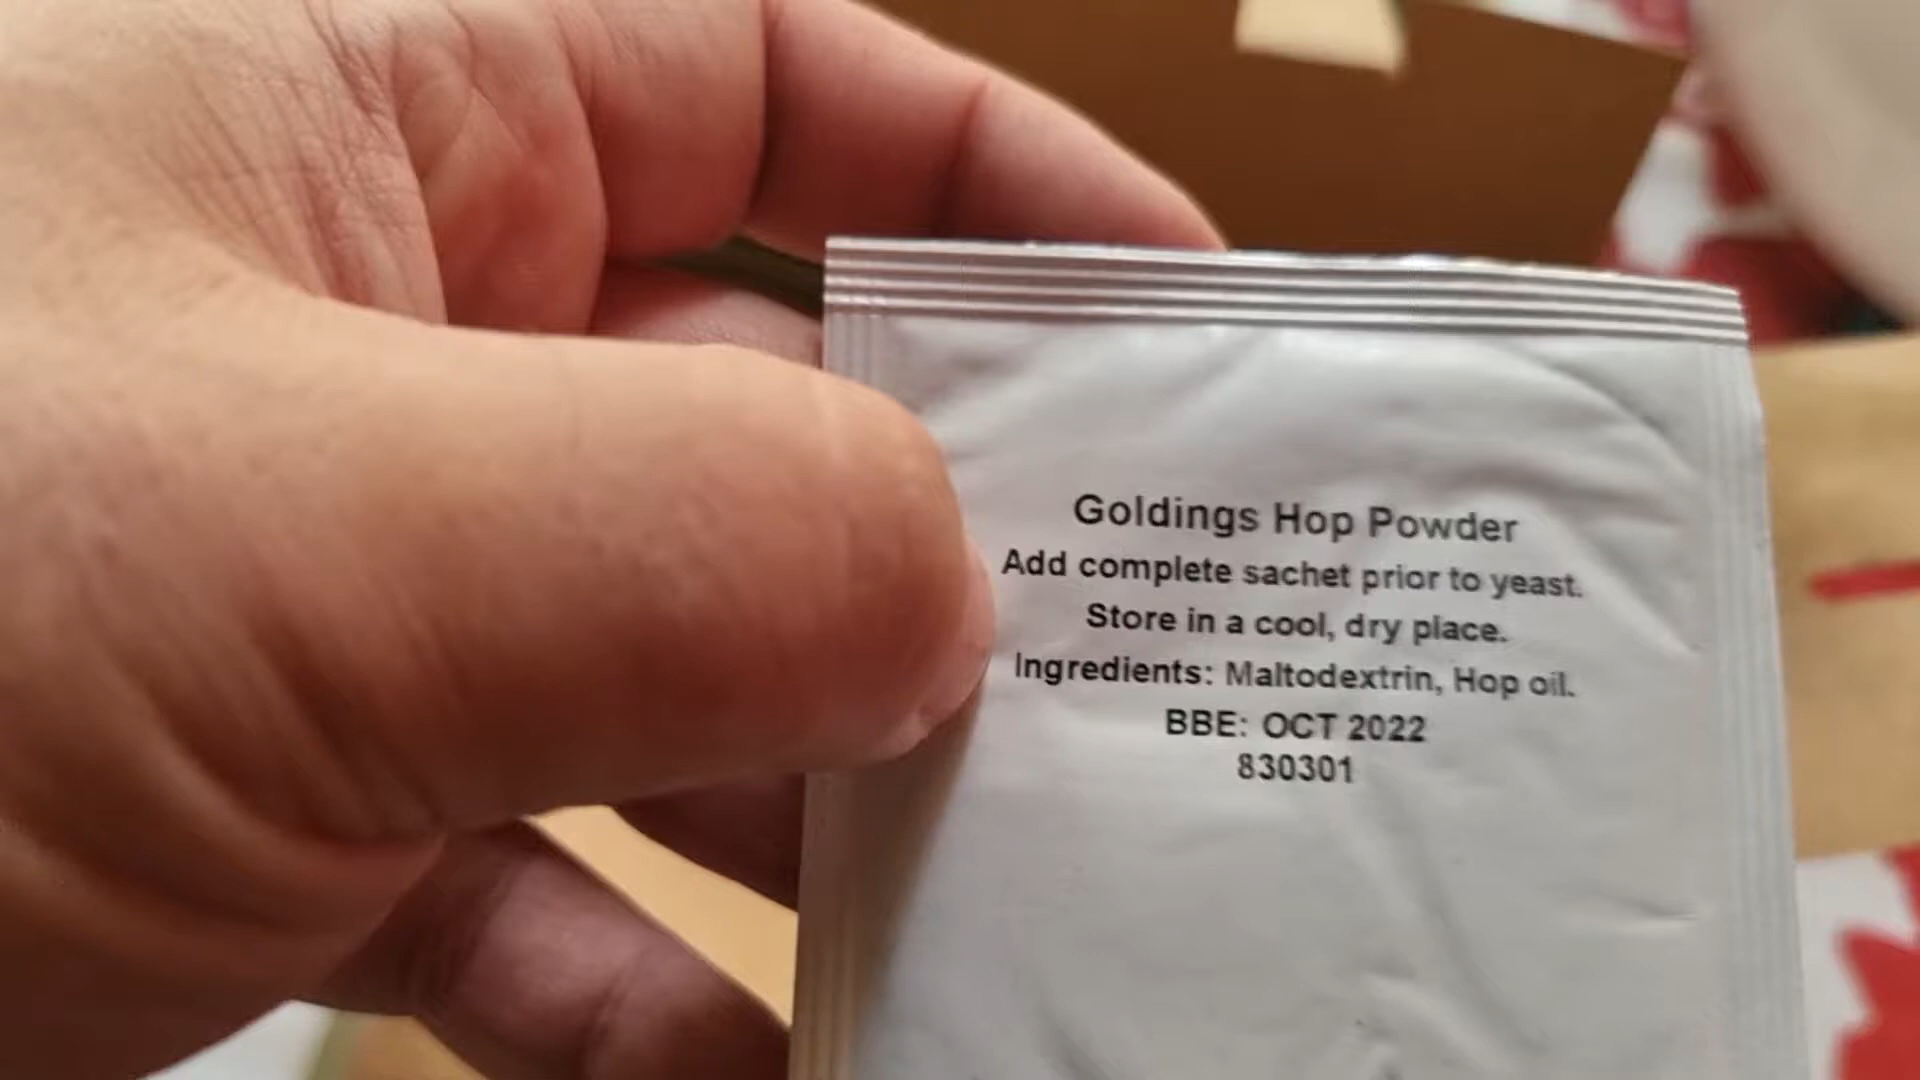 Goldings Hop Powder
Add complete sachet prior to yeast.
Store in a cool, dry place.
Ingredients: Maltodextrin, Hop oil.
BBE: OCT 2022
830301